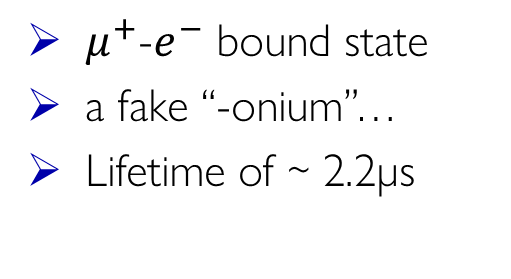 ➢ μ⁺-e⁻ bound state
➢ a fake “-onium”…
➢ Lifetime of ~ 2.2μs